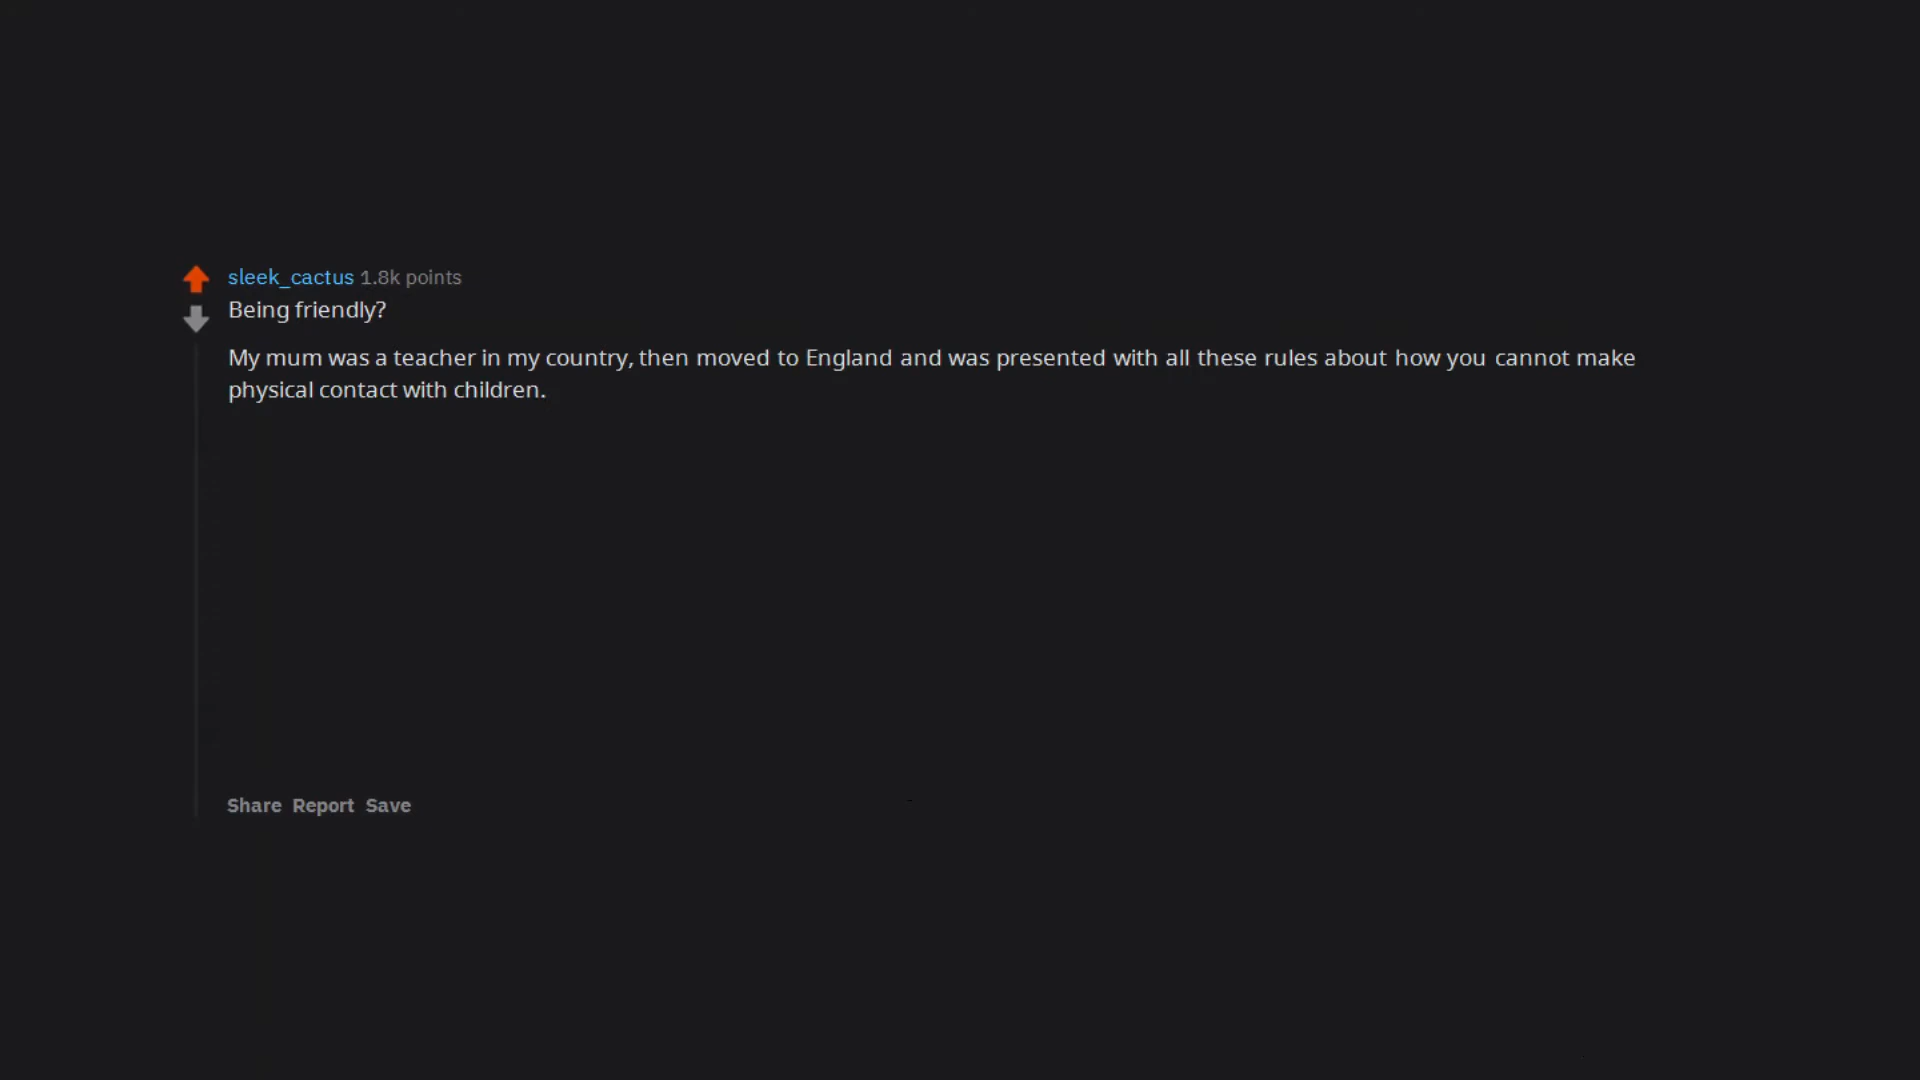 sleek_cactus 1.8k points
Being friendly?
My mum was a teacher in my country, then moved to England and was presented with all these rules about how you cannot make
physical contact with children.
Share Report Save